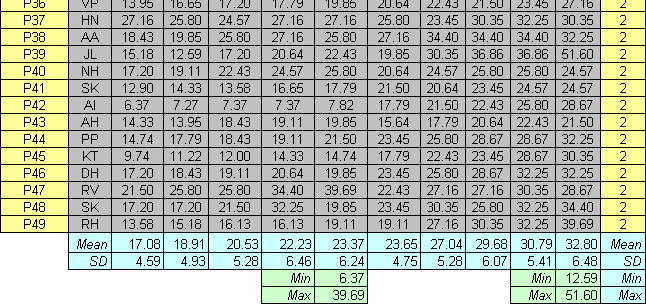 P36 VP 13.95 16.65 17.20 17.79 19.85 20.64 22.43 21.50 23.45 27.16 2
P37 HN 27.16 25.80 24.57 27.16 27.16 25.80 23.45 30.35 32.25 30.35 2
P38 AA 18.43 19.85 25.80 27.16 25.80 27.16 34.40 34.40 34.40 32.25 2
P39 JL 15.18 12.59 17.20 20.64 22.43 19.85 30.35 36.86 36.86 51.60 2
P40 NH 17.20 19.11 22.43 24.57 25.80 20.64 24.57 25.80 25.80 24.57 2
P41 SK 12.90 14.33 13.58 16.65 17.79 21.50 20.64 23.45 24.57 24.57 2
P42 AI 6.37 7.27 7.37 7.37 7.82 17.79 21.50 22.43 25.80 28.67 2
P43 AH 14.33 13.95 18.43 19.11 19.85 15.64 17.79 20.64 22.43 21.50 2
P44 PP 14.74 17.79 18.43 19.11 21.50 23.45 25.80 28.67 28.67 32.25 2
P45 KT 9.74 11.22 12.00 14.33 14.74 17.79 22.43 23.45 28.67 30.35 2
P46 DH 17.20 18.43 19.11 20.64 19.85 23.45 25.80 28.67 32.25 32.25 2
P47 RV 21.50 25.80 25.80 34.40 39.69 22.43 27.16 27.16 30.35 28.67 2
P48 SK 17.20 17.20 21.50 32.25 19.85 23.45 30.35 25.80 32.25 34.40 2
P49 RH 13.58 15.18 16.13 16.13 19.11 19.11 27.16 30.35 32.25 39.69 2
Mean 17.08 18.91 20.53 22.23 23.37 23.65 27.04 29.68 30.79 32.80 Mean
SD 4.59 4.93 5.28 6.46 6.24 4.75 5.28 6.07 5.41 6.48 SD
Min 6.37 Min 12.59 Min
Max 39.69 Max 51.60 Max